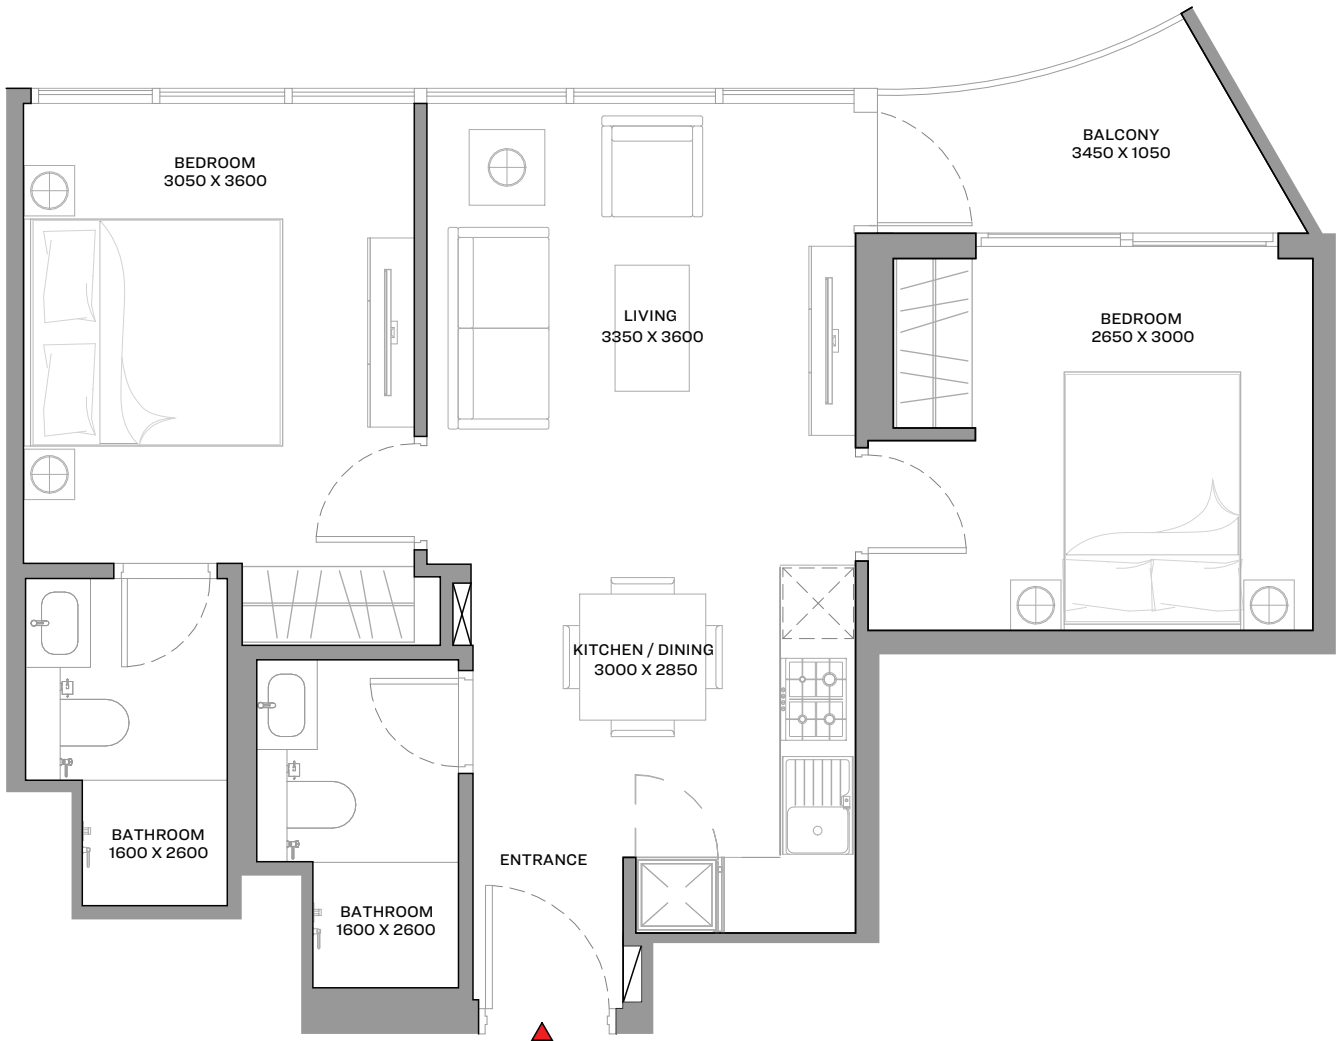 BALCONY
3450 X 1050
BEDROOM
3050 X 3600
LIVING
3350 X 3600
BEDROOM
2650 X 3000
KITCHEN / DINING
3000 X 2850
BATHROOM
1600 X 2600
ENTRANCE
BATHROOM
1600 X 2600